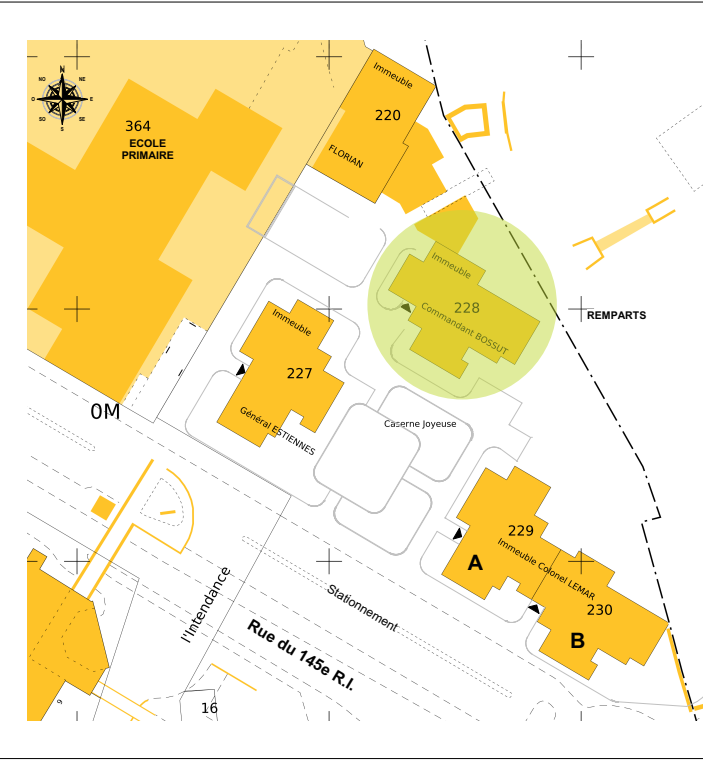 N
NO
NE
O
E
SO
SE
S
364
ECOLE
PRIMAIRE
Immeuble
220
FLORIAN
Immeuble
228
Commandant BOSSUT
REMPARTS
Immeuble
227
Général ESTIENNES
Caserne Joyeuse
0M
229
Immeuble Colonel LEMAR
A
230
B
Stationnement
l'Intendance
Rue du 145e R.I.
16
9